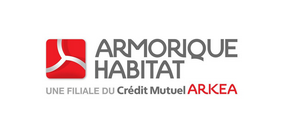 ARMORIQUE
HABITAT
UNE FILIALE DU Crédit Mutuel ARKEA